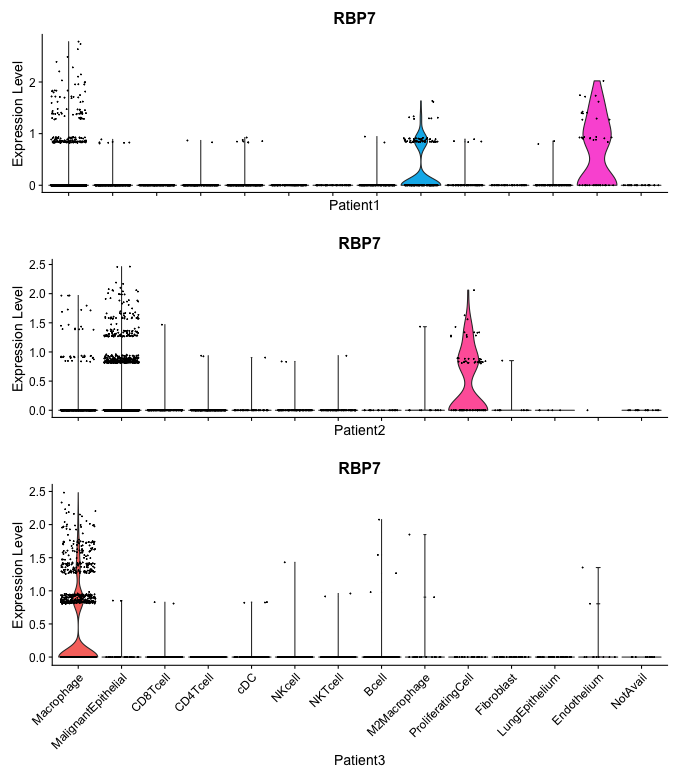 RBP7
Expression Level
2
1
0
Patient1
RBP7
Expression Level
2.5
2.0
1.5
1.0
0.5
0.0
Patient2
RBP7
Expression Level
2.5
2.0
1.5
1.0
0.5
0.0
Macrophage
MalignantEpithelial
CD8Tcell
CD4Tcell
cDC
NKcell
NKTcell
Bcell
M2Macrophage
ProliferatingCell
Fibroblast
LungEpithelium
Endothelium
NotAvail
Patient3